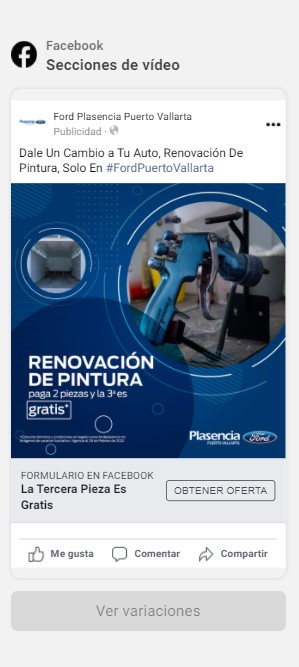 Facebook
Secciones de vídeo
Ford Plasencia Puerto Vallarta
Publicidad ·
Dale Un Cambio a Tu Auto, Renovación De
Pintura, Solo En #FordPuertoVallarta
RENOVACIÓN
DE PINTURA
paga 2 piezas y la 3ª es
gratis*
Plasencia Ford
PUERTO VALLARTA
FORMULARIO EN FACEBOOK
La Tercera Pieza Es
Gratis
OBTENER OFERTA
Me gusta Comentar Compartir
Ver variaciones